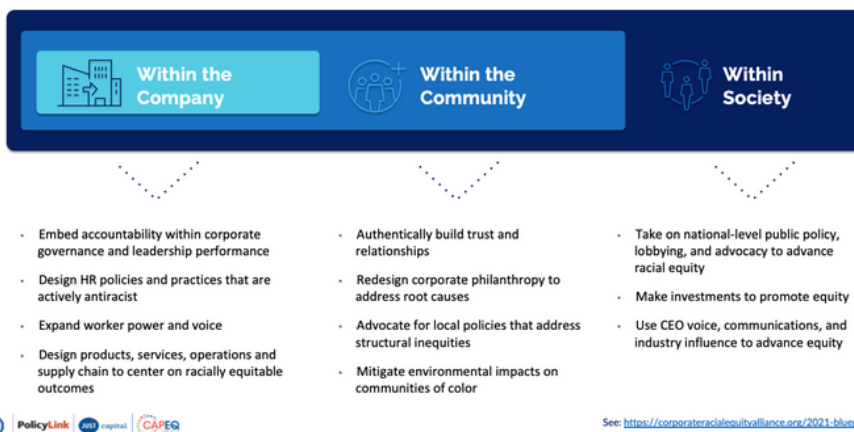 Within the
Company
Within the
Community
Within
Society
• Embed accountability within corporate
governance and leadership performance
• Design HR policies and practices that are
actively antiracist
• Expand worker power and voice
• Design products, services, operations and
supply chain to center on racially equitable
outcomes
• Authentically build trust and
relationships
• Redesign corporate philanthropy to
address root causes
• Advocate for local policies that address
structural inequities
• Mitigate environmental impacts on
communities of color
• Take on national-level public policy,
lobbying, and advocacy to advance
racial equity
• Make investments to promote equity
• Use CEO voice, communications, and
industry influence to advance equity
PolicyLink JUST capital CAPEQ
See: https://corporateracialequityalliance.org/2021-bluep